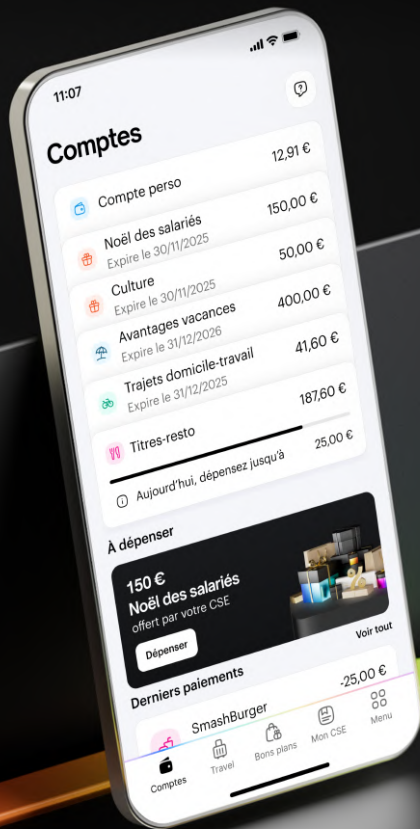 11:07
Comptes
Compte perso
12,91 €
Noël des salariés
150,00 €
Expire le 30/11/2025
Culture
50,00 €
Expire le 30/11/2025
Avantages vacances
400,00 €
Expire le 31/12/2026
Trajets domicile-travail
41,60 €
Expire le 31/12/2025
Titres-resto
187,60 €
Aujourd'hui, dépensez jusqu'à
25,00 €
À dépenser
150 €
Noël des salariés
offert par votre CSE
Dépenser
%
Derniers paiements
Voir tout
SmashBurger
-25,00 €
Comptes
Travel
Bons plans
Mon CSE
Menu